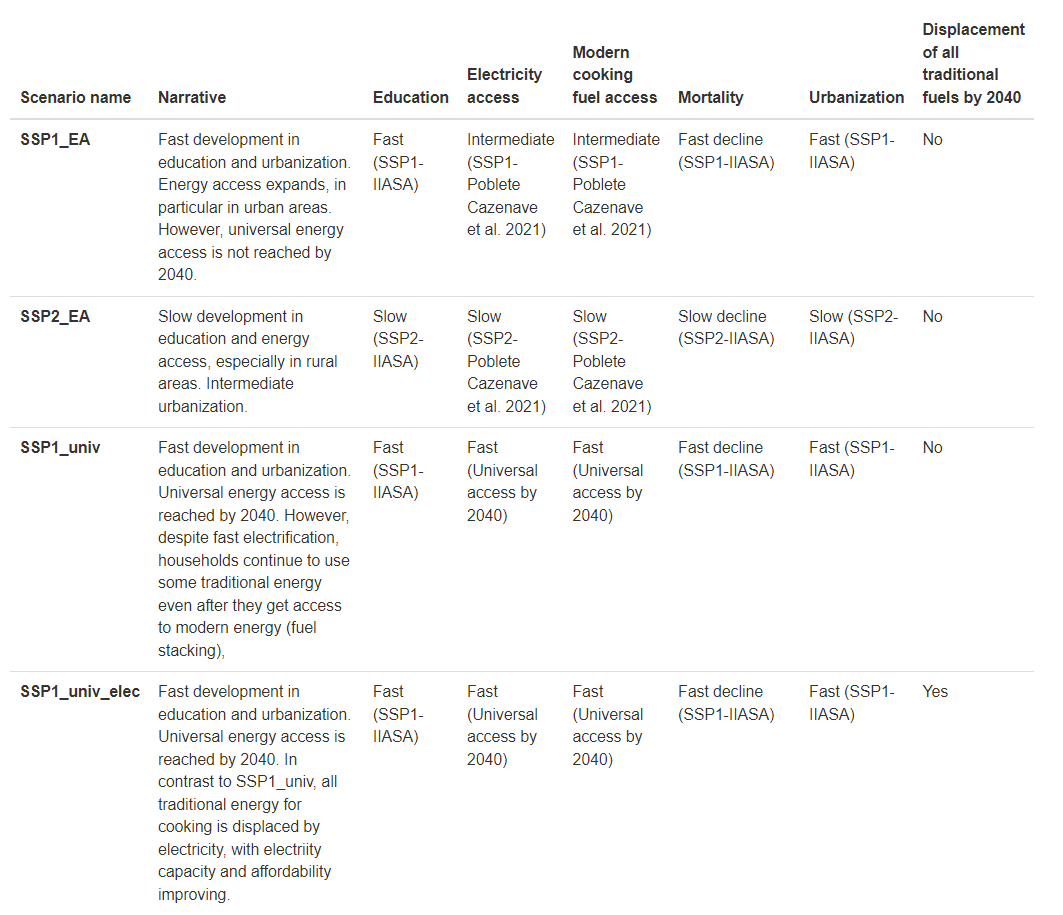 Scenario name
Narrative
Education
Electricity
access
Modern
cooking
fuel access
Mortality
Urbanization
Displacement
of all
traditional
fuels by 2040
SSP1_EA
Fast development in
education and urbanization.
Energy access expands, in
particular in urban areas.
However, universal energy
access is not reached by
2040.
Fast
(SSP1-
IIASA)
Intermediate
(SSP1-
Poblete
Cazenave
et al. 2021)
Intermediate
(SSP1-
Poblete
Cazenave
et al. 2021)
Fast decline
(SSP1-IIASA)
Fast (SSP1-
IIASA)
No
SSP2_EA
Slow development in
education and energy
access, especially in rural
areas. Intermediate
urbanization.
Slow
(SSP2-
IIASA)
Slow
(SSP2-
Poblete
Cazenave
et al. 2021)
Slow
(SSP2-
Poblete
Cazenave
et al. 2021)
Slow decline
(SSP2-IIASA)
Slow (SSP2-
IIASA)
No
SSP1_univ
Fast development in
education and urbanization.
Universal energy access is
reached by 2040. However,
despite fast electrification,
households continue to use
some traditional energy
even after they get access
to modern energy (fuel
stacking),
Fast
(SSP1-
IIASA)
Fast
(Universal
access by
2040)
Fast
(Universal
access by
2040)
Fast decline
(SSP1-IIASA)
Fast (SSP1-
IIASA)
No
SSP1_univ_elec
Fast development in
education and urbanization.
Universal energy access is
reached by 2040. In
contrast to SSP1_univ, all
traditional energy for
cooking is displaced by
electricity, with electriity
capacity and affordability
improving.
Fast
(SSP1-
IIASA)
Fast
(Universal
access by
2040)
Fast
(Universal
access by
2040)
Fast decline
(SSP1-IIASA)
Fast (SSP1-
IIASA)
Yes